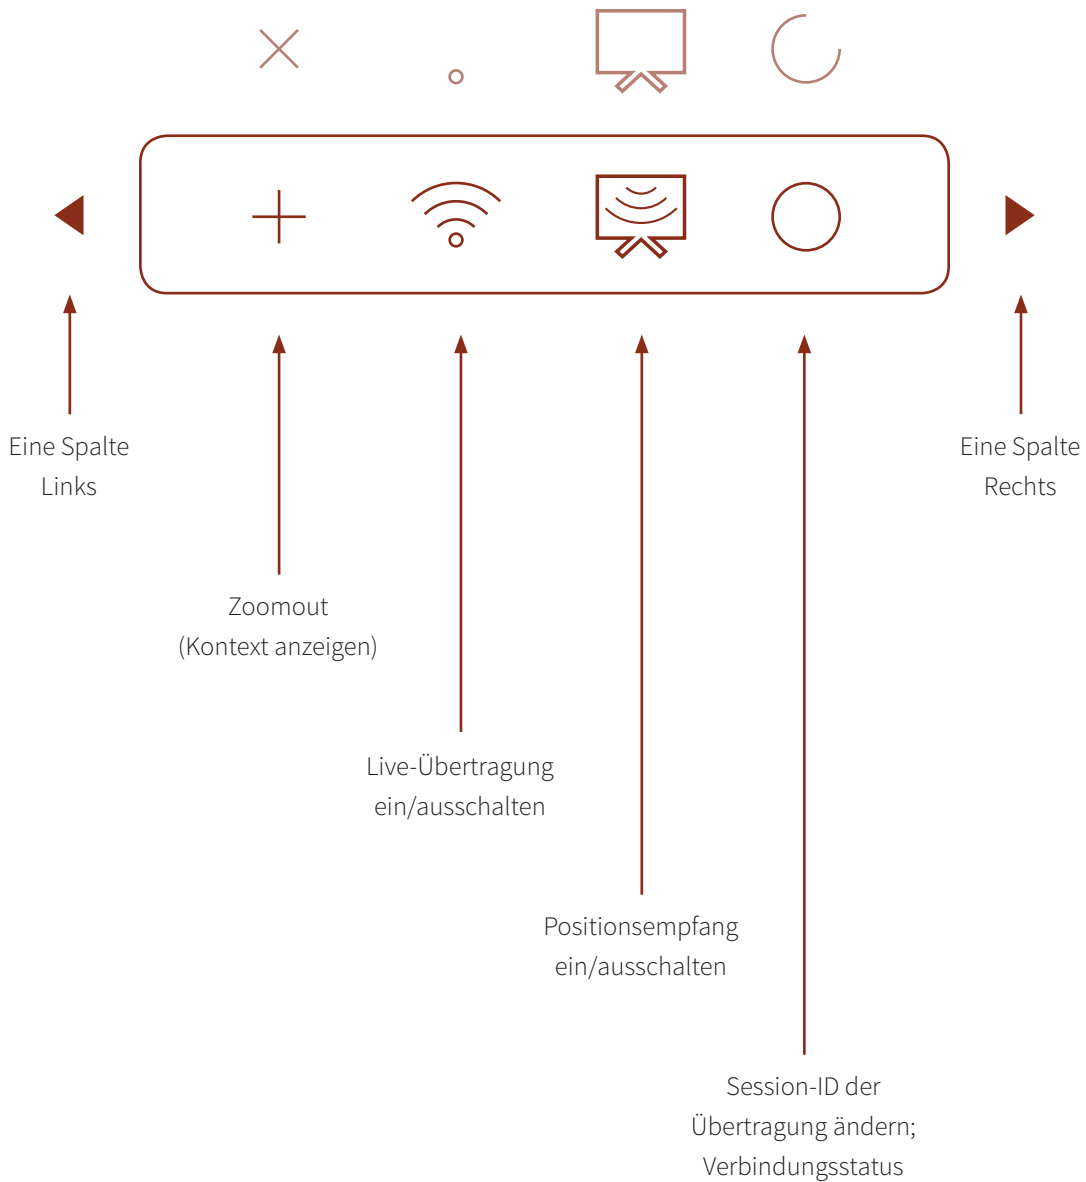 Eine Spalte
Links
Eine Spalte
Rechts
Zoomout
(Kontext anzeigen)
Live-Übertragung
ein/ausschalten
Positionsempfang
ein/ausschalten
Session-ID der
Übertragung ändern;
Verbindungsstatus